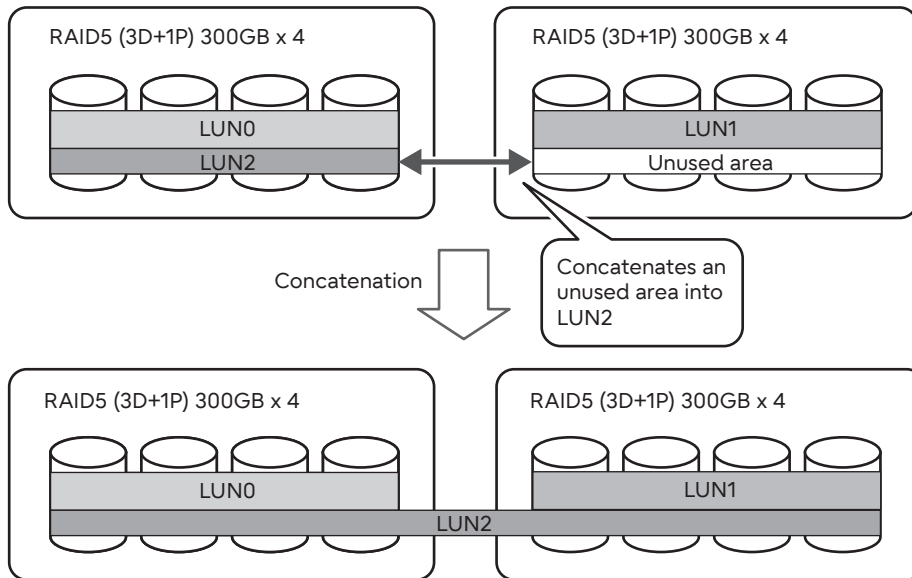 RAID5 (3D+1P) 300GB x 4
RAID5 (3D+1P) 300GB x 4
LUN0
LUN1
LUN2
Unused area
Concatenation
Concatenates an
unused area into
LUN2
RAID5 (3D+1P) 300GB x 4
RAID5 (3D+1P) 300GB x 4
LUN0
LUN1
LUN2